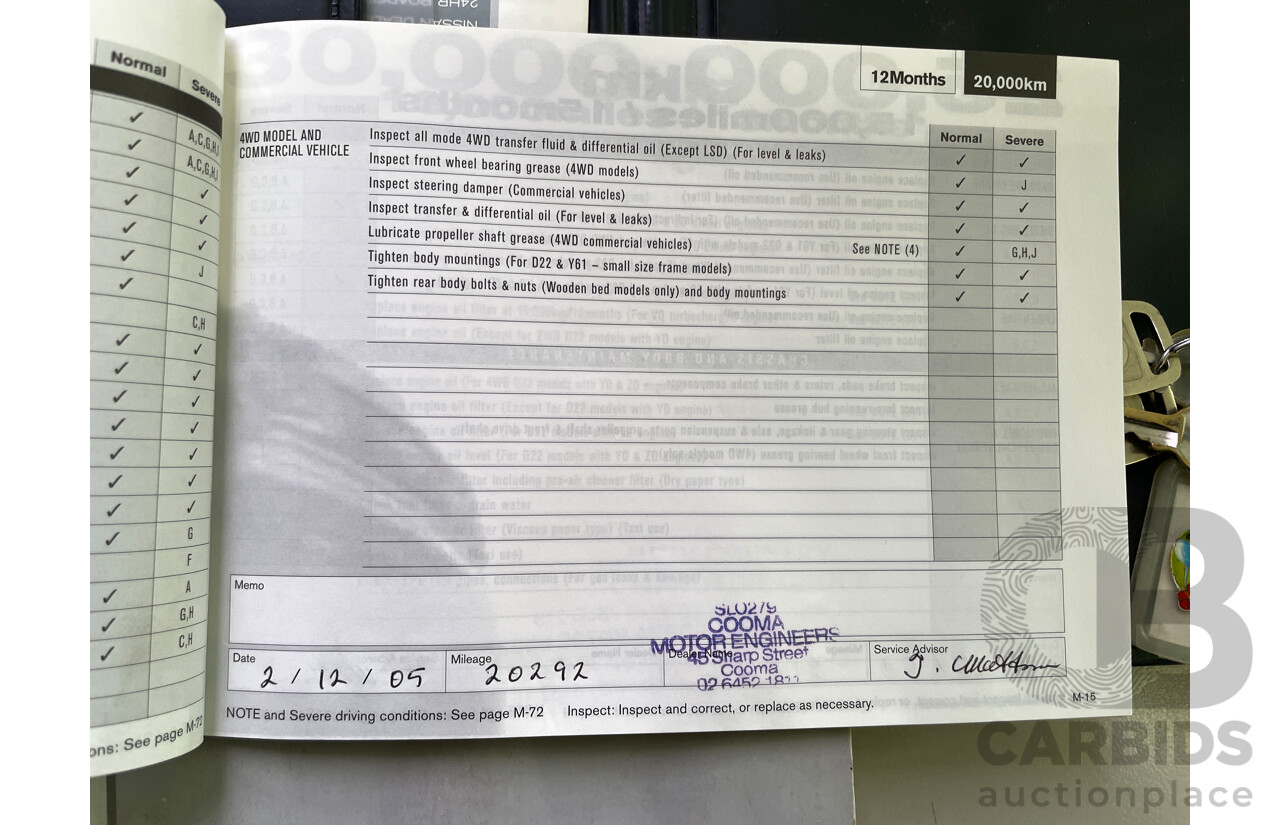 24HR
NISSAN
12Months 20,000km
Normal Severe
✓ A,C,G,H,J
✓ A,C,G,H,J
✓ ✓
✓ ✓
✓ ✓
✓ J
✓
C,H
✓ ✓
✓ ✓
✓ ✓
✓ ✓
✓ ✓
✓ ✓
✓ ✓
✓ G
F
✓ A
✓ G,H
✓ C,H
ons: See page M-72
Normal Severe
4WD MODEL AND
COMMERCIAL VEHICLE
Inspect all mode 4WD transfer fluid & differential oil (Except LSD) (For level & leaks) ✓ ✓
Inspect front wheel bearing grease (4WD models) ✓ J
Inspect steering damper (Commercial vehicles) ✓ ✓
Inspect transfer & differential oil (For level & leaks) ✓ ✓
Lubricate propeller shaft grease (4WD commercial vehicles) See NOTE (4) ✓ G,H,J
Tighten body mountings (For D22 & Y61 – small size frame models) ✓ ✓
Tighten rear body bolts & nuts (Wooden bed models only) and body mountings ✓ ✓
Memo
SL0279
COOMA
MOTOR ENGINEERS
45 Sharp Street
Cooma
02 6452
Date 2/12/05
Mileage 20292
Dealer Name
Service Advisor
NOTE and Severe driving conditions: See page M-72 Inspect: Inspect and correct, or replace as necessary.
M-15
CB
CARBIDS
auctionplace